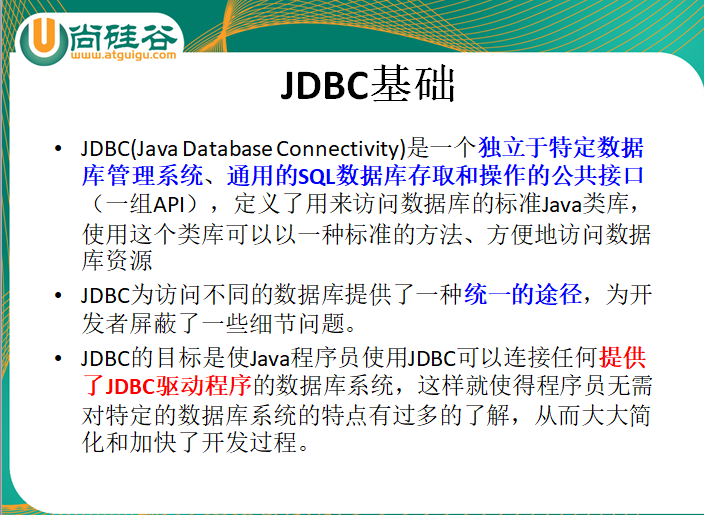 尚硅谷
www.atguigu.com
JDBC基础
• JDBC(Java Database Connectivity)是一个独立于特定数据
库管理系统、通用的SQL数据库存取和操作的公共接口
（一组API），定义了用来访问数据库的标准Java类库，
使用这个类库可以以一种标准的方法、方便地访问数据
库资源
• JDBC为访问不同的数据库提供了一种统一的途径，为开
发者屏蔽了一些细节问题。
• JDBC的目标是使Java程序员使用JDBC可以连接任何提供
了JDBC驱动程序的数据库系统，这样就使得程序员无需
对特定的数据库系统的特点有过多的了解，从而大大简
化和加快了开发过程。